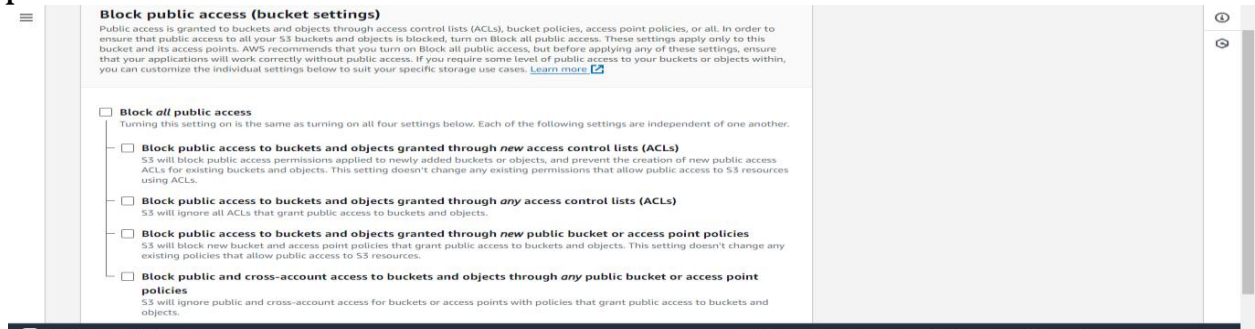 Block public access (bucket settings)
Public access is granted to buckets and objects through access control lists (ACLs), bucket policies, access point policies, or all. In order to
ensure that public access to all your S3 buckets and objects is blocked, turn on Block all public access. These settings apply only to this
bucket and its access points. AWS recommends that you turn on Block all public access, but before applying any of these settings, ensure
that your applications will work correctly without public access. If you require some level of public access to your buckets or objects within,
you can customize the individual settings below to suit your specific storage use cases. Learn more
Block all public access
Turning this setting on is the same as turning on all four settings below. Each of the following settings are independent of one another.
Block public access to buckets and objects granted through new access control lists (ACLs)
S3 will block public access permissions applied to newly added buckets or objects, and prevent the creation of new public access
ACLs for existing buckets and objects. This setting doesn't change any existing permissions that allow public access to S3 resources
using ACLs.
Block public access to buckets and objects granted through any access control lists (ACLs)
S3 will ignore all ACLs that grant public access to buckets and objects.
Block public access to buckets and objects granted through new public bucket or access point policies
S3 will block new bucket and access point policies that grant public access to buckets and objects. This setting doesn't change any
existing policies that allow public access to S3 resources.
Block public and cross-account access to buckets and objects through any public bucket or access point
policies
S3 will ignore public and cross-account access for buckets or access points with policies that grant public access to buckets and
objects.